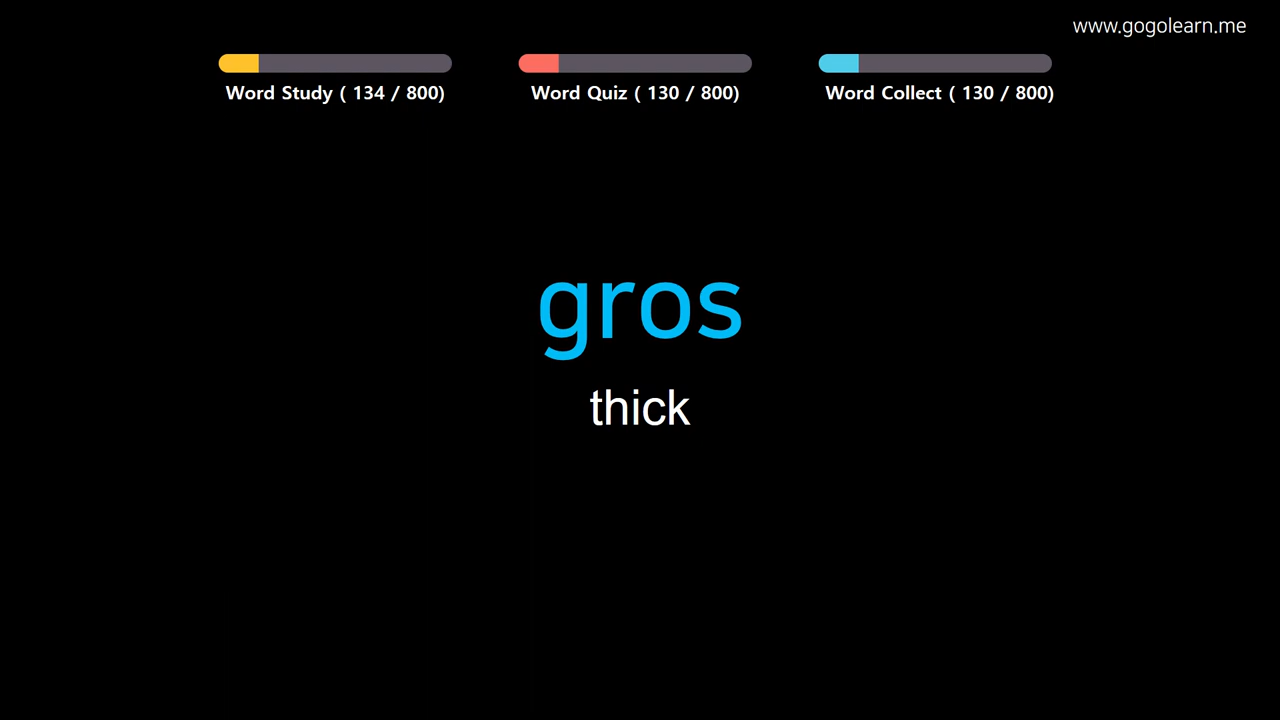 www.gogolearn.me
Word Study ( 134 / 800)
Word Quiz ( 130 / 800)
Word Collect ( 130 / 800)
gros
thick